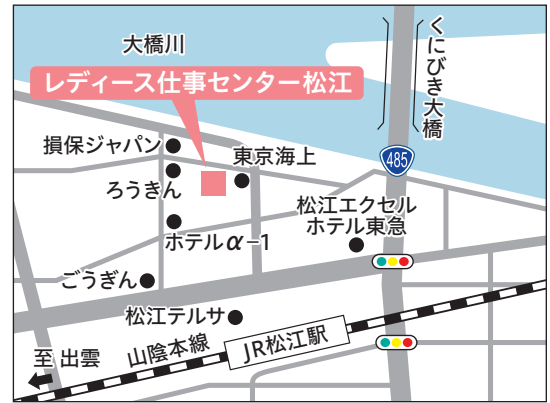 大橋川
くにびき大橋
レディース仕事センター松江
損保ジャパン
東京海上
485
ろうきん
松江エクセル
ホテル東急
ホテルα-1
ごうぎん
松江テルサ
JR松江駅
山陰本線
至 出雲